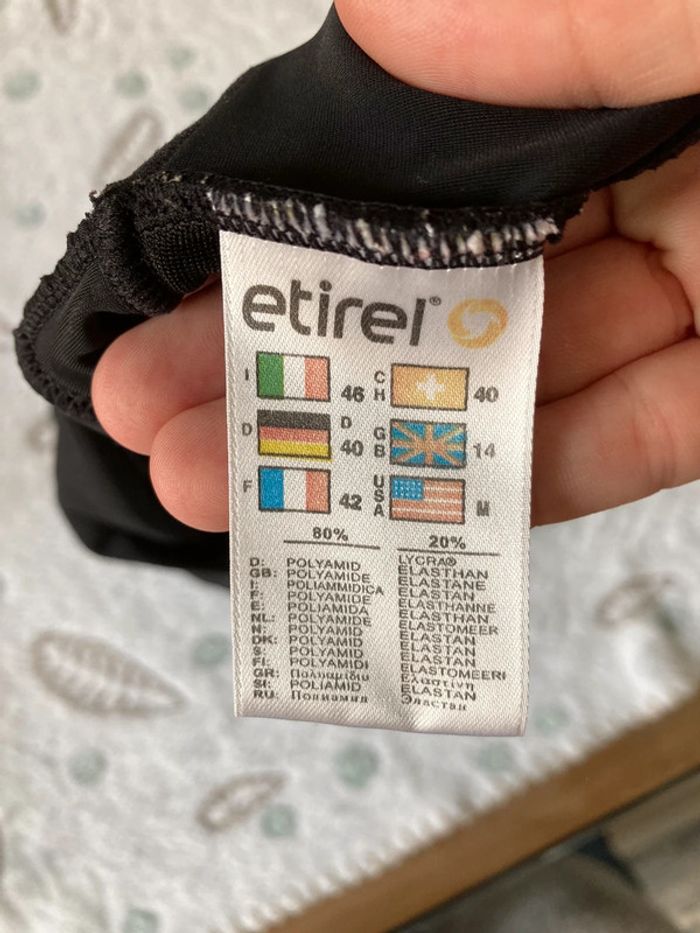 etirel®
I 46 CH 40
D D 40 GB 14
F 42 USA M
80% 20%
LYCRA®
D: POLYAMID ELASTHAN
GB: POLYAMIDE ELASTANE
I: POLIAMMIDICA ELASTAN
F: POLYAMIDE ELASTHANNE
E: POLIAMIDA ELASTHAN
NL: POLYAMIDE ELASTOMEER
N: POLYAMID ELASTAN
DK: POLYAMID ELASTAN
S: POLYAMID ELASTAN
FI: POLYAMIDI ELASTOMEERI
GR: Πολυαμίδιο Ελαστίνη
SI: POLIAMID ELASTAN
RU: Полиамид Эластан